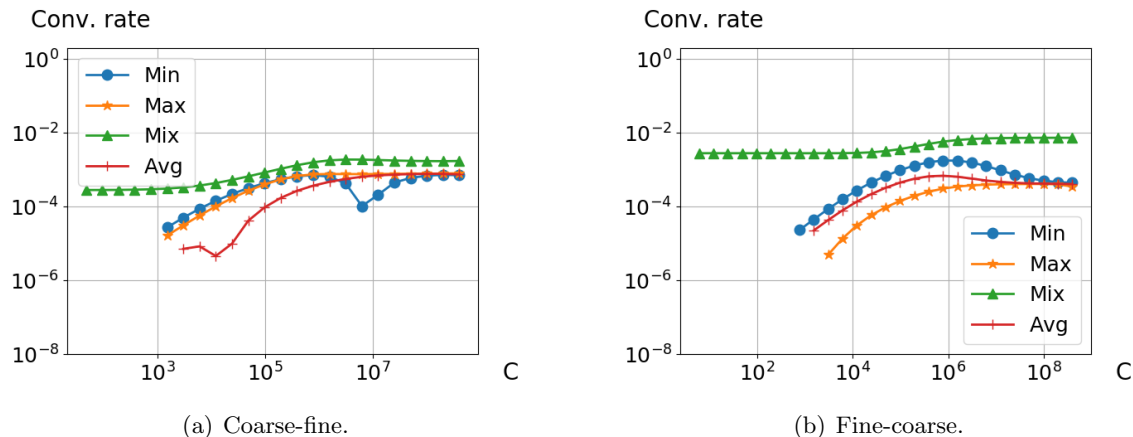 Conv. rate
10^0
10^-2
10^-4
10^-6
10^-8
Min
Max
Mix
Avg
10^3
10^5
10^7
C
(a) Coarse-fine.
Conv. rate
10^0
10^-2
10^-4
10^-6
10^-8
Min
Max
Mix
Avg
10^2
10^4
10^6
10^8
C
(b) Fine-coarse.